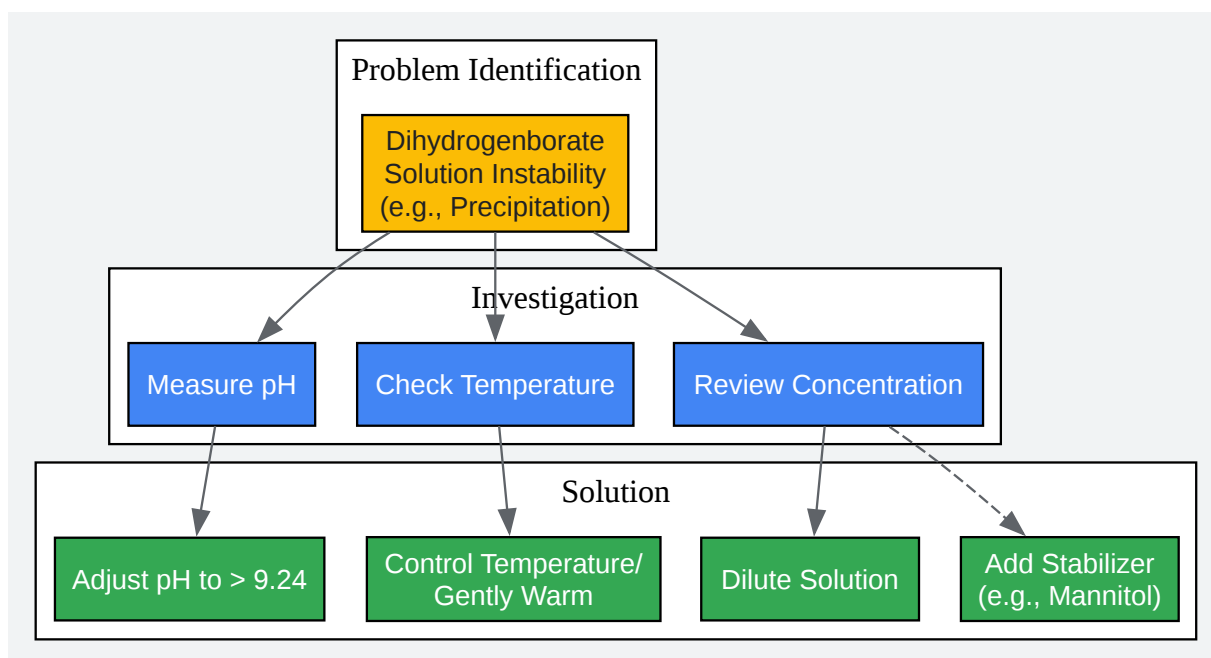 Problem Identification
Dihydrogenborate
Solution Instability
(e.g., Precipitation)
Investigation
Measure pH
Check Temperature
Review Concentration
Solution
Adjust pH to > 9.24
Control Temperature/
Gently Warm
Dilute Solution
Add Stabilizer
(e.g., Mannitol)